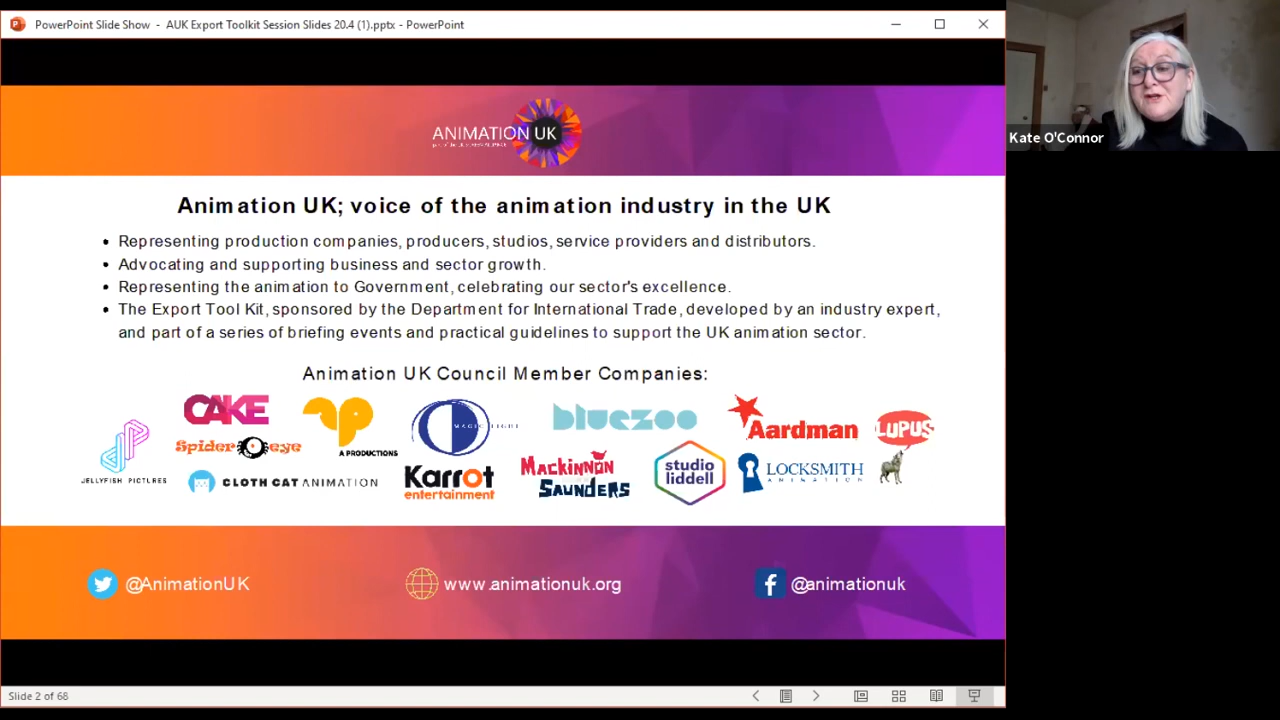 PowerPoint Slide Show - AUK Export Toolkit Session Slides 20.4 (1).pptx - PowerPoint
Kate O'Connor
ANIMATION UK
Animation UK; voice of the animation industry in the UK
Representing production companies, producers, studios, service providers and distributors.
Advocating and supporting business and sector growth.
Representing the animation to Government, celebrating our sector's excellence.
The Export Tool Kit, sponsored by the Department for International Trade, developed by an industry expert,
and part of a series of briefing events and practical guidelines to support the UK animation sector.
Animation UK Council Member Companies:
JELLYFISH PICTURES
CAKE
Spider eye
CLOTH CAT ANIMATION
A PRODUCTIONS
MAGIC LIGHT
Karrot
entertainment
bluezoo
MACKINNON
SAUNDERS
studio
liddell
Aardman
LOCKSMITH
ANIMATION
LUPUS
@AnimationUK
www.animationuk.org
@animationuk
Slide 2 of 68